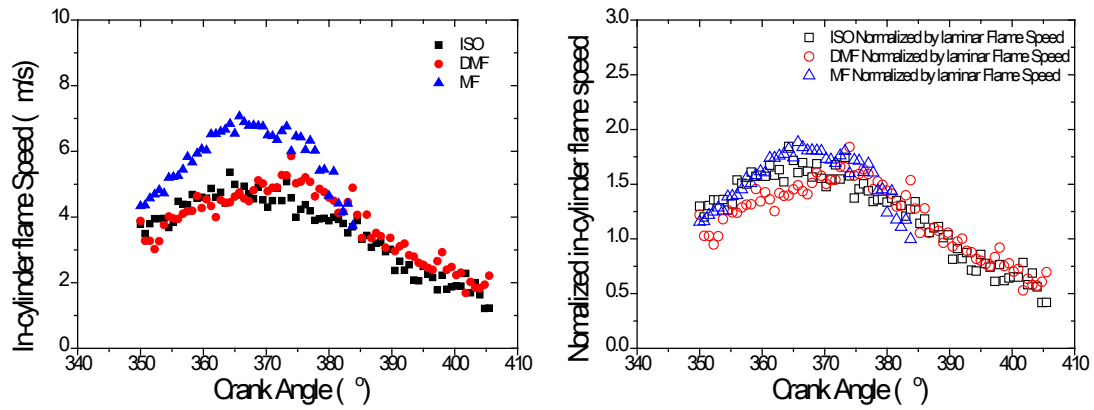 In-cylinder flame Speed ( m/s)
10
8
6
4
2
0
ISO
DMF
MF
340 350 360 370 380 390 400 410
Crank Angle ( º)
Normalized in-cylinder flame speed
3.0
2.5
2.0
1.5
1.0
0.5
0.0
ISO Normalized by laminar Flame Speed
DMF Normalized by laminar Flame Speed
MF Normalized by laminar Flame Speed
340 350 360 370 380 390 400 410
Crank Angle ( º)